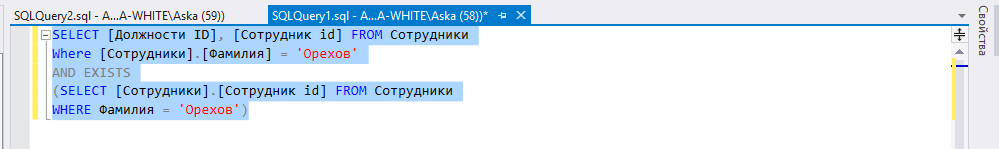 SQLQuery2.sql - A...A-WHITE\Aska (59))
SQLQuery1.sql - A...A-WHITE\Aska (58))*
SELECT [Должности ID], [Сотрудник id] FROM Сотрудники
Where [Сотрудники].[Фамилия] = 'Орехов'
AND EXISTS
(SELECT [Сотрудники].[Сотрудник id] FROM Сотрудники
WHERE Фамилия = 'Орехов')
Свойства